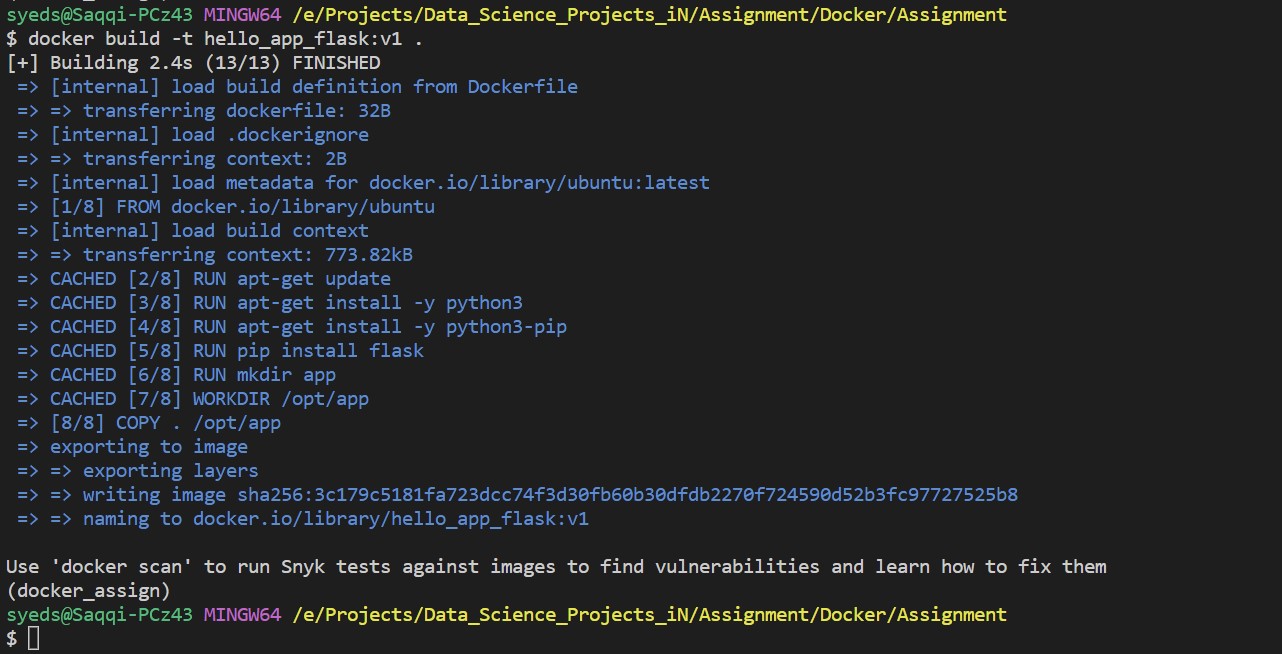 syeds@Saqqi-PCz43 MINGW64 /e/Projects/Data_Science_Projects_iN/Assignment/Docker/Assignment
$ docker build -t hello_app_flask:v1 .
[+] Building 2.4s (13/13) FINISHED
=> [internal] load build definition from Dockerfile
=> => transferring dockerfile: 32B
=> [internal] load .dockerignore
=> => transferring context: 2B
=> [internal] load metadata for docker.io/library/ubuntu:latest
=> [1/8] FROM docker.io/library/ubuntu
=> [internal] load build context
=> => transferring context: 773.82kB
=> CACHED [2/8] RUN apt-get update
=> CACHED [3/8] RUN apt-get install -y python3
=> CACHED [4/8] RUN apt-get install -y python3-pip
=> CACHED [5/8] RUN pip install flask
=> CACHED [6/8] RUN mkdir app
=> CACHED [7/8] WORKDIR /opt/app
=> [8/8] COPY . /opt/app
=> exporting to image
=> => exporting layers
=> => writing image sha256:3c179c5181fa723dcc74f3d30fb60b30dfdb2270f724590d52b3fc97727525b8
=> => naming to docker.io/library/hello_app_flask:v1
Use 'docker scan' to run Snyk tests against images to find vulnerabilities and learn how to fix them
(docker_assign)
syeds@Saqqi-PCz43 MINGW64 /e/Projects/Data_Science_Projects_iN/Assignment/Docker/Assignment
$